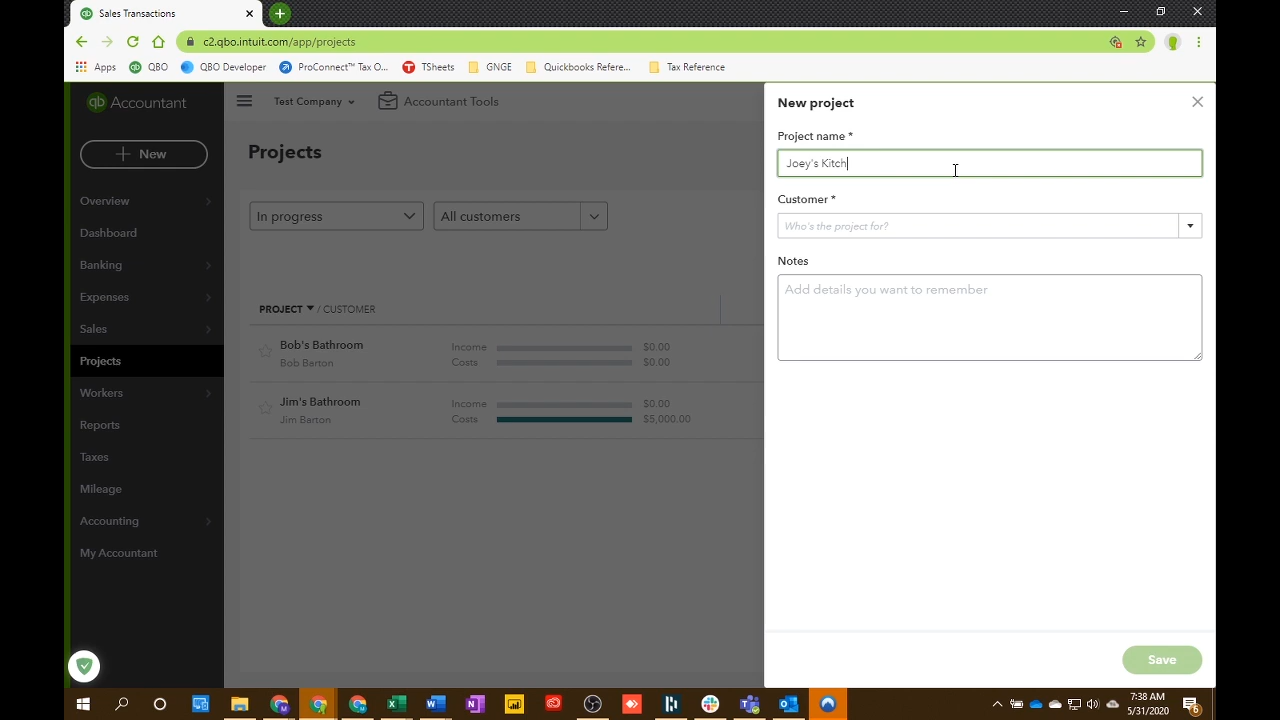 Sales Transactions
c2.qbo.intuit.com/app/projects
Apps QBO QBO Developer ProConnect™ Tax O... TSheets GNGE Quickbooks Refere... Tax Reference
qb Accountant
Test Company
Accountant Tools
New project
Project name *
New
Projects
Joey's Kitch
Overview
Customer *
In progress
All customers
Who's the project for?
Dashboard
Banking
Notes
Expenses
Add details you want to remember
PROJECT / CUSTOMER
Sales
Bob's Bathroom
Income $0.00
Bob Barton
Costs $0.00
Projects
Workers
Jim's Bathroom
Income $0.00
Jim Barton
Costs $5,000.00
Reports
Taxes
Mileage
Accounting
My Accountant
Save
7:38 AM
5/31/2020